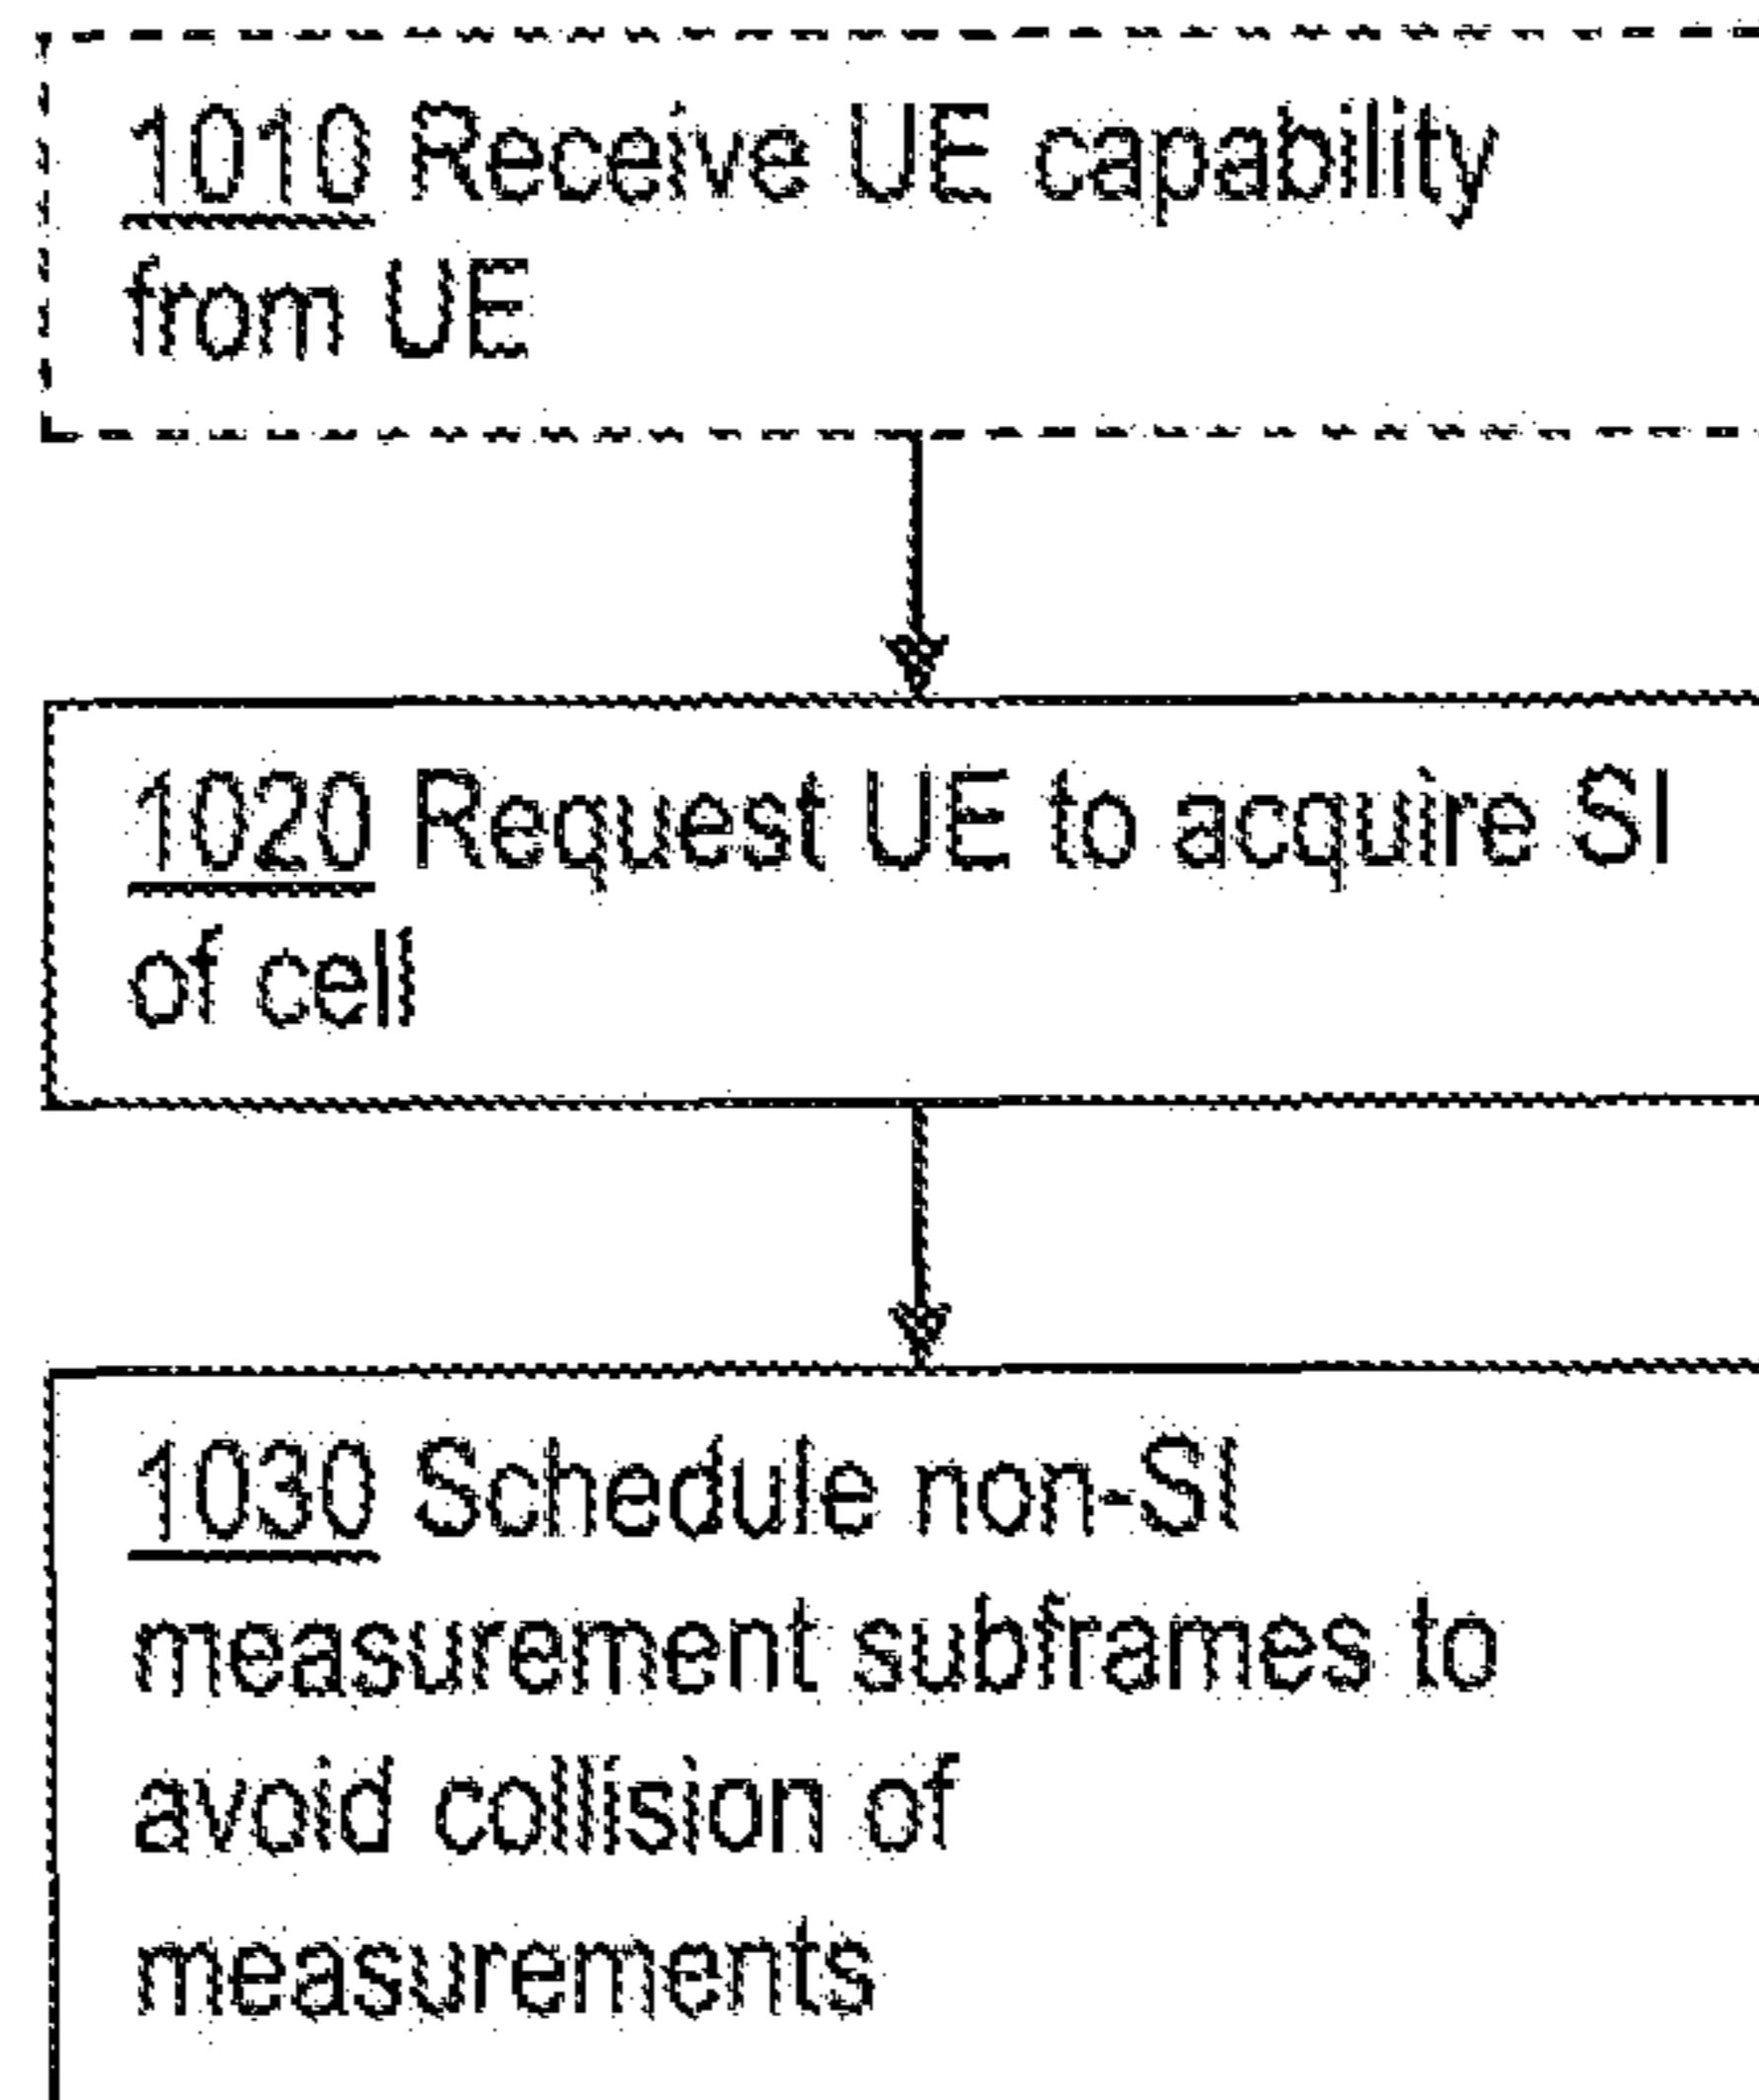 1010 Receive UE capability
from UE
1020 Request UE to acquire SI
of cell
1030 Schedule non-SI
measurement subframes to
avoid collision of
measurements